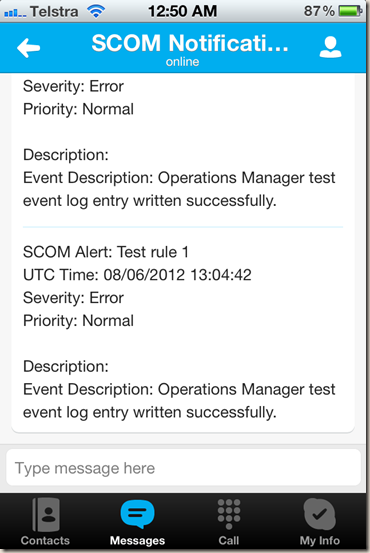 Telstra 12:50 AM 87%
SCOM Notificati...
online
Severity: Error
Priority: Normal
Description:
Event Description: Operations Manager test
event log entry written successfully.
SCOM Alert: Test rule 1
UTC Time: 08/06/2012 13:04:42
Severity: Error
Priority: Normal
Description:
Event Description: Operations Manager test
event log entry written successfully.
Type message here
Contacts Messages Call My Info